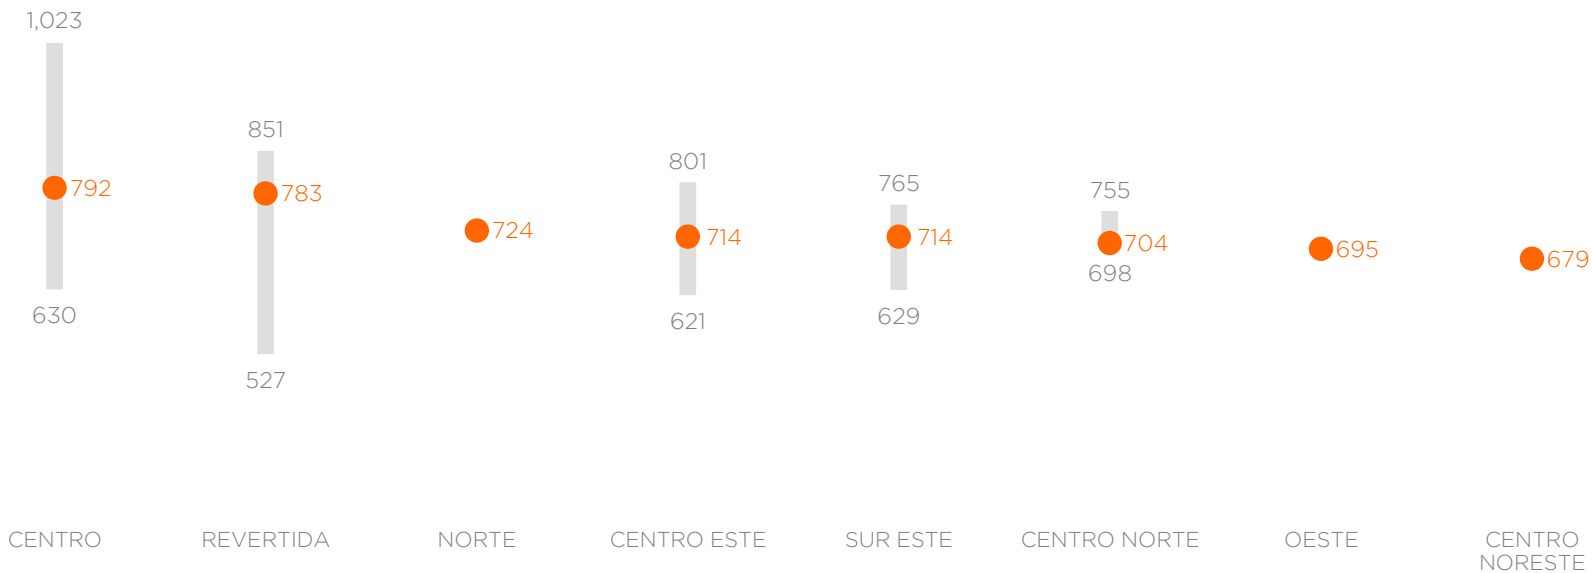 1,023
792
630
851
783
527
724
801
714
621
765
714
629
755
704
698
695
679
CENTRO
REVERTIDA
NORTE
CENTRO ESTE
SUR ESTE
CENTRO NORTE
OESTE
CENTRO
NORESTE